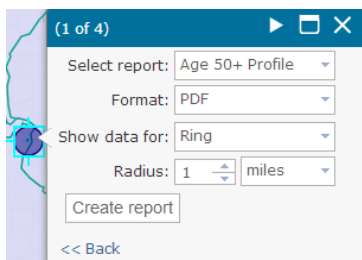 (1 of 4)
Select report: Age 50+ Profile
Format: PDF
Show data for: Ring
Radius: 1 miles
Create report
<< Back